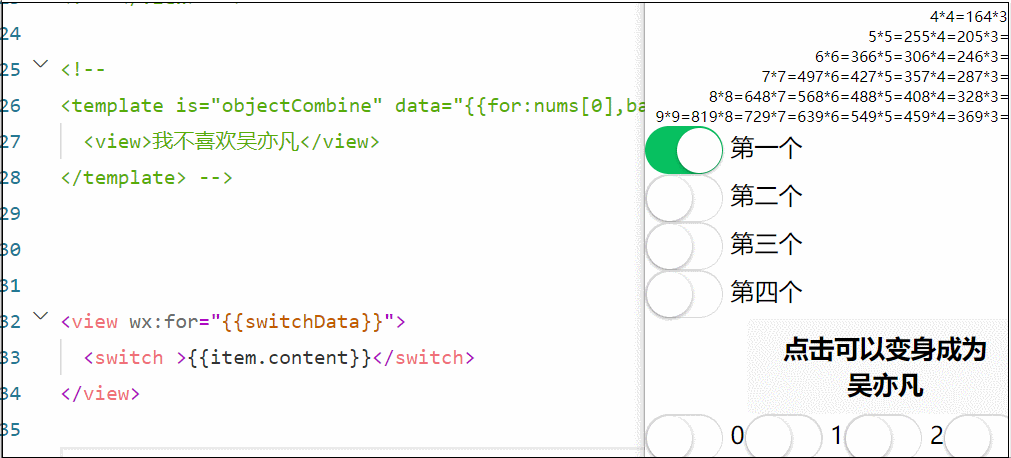 24
25 <!--
26 <template is="objectCombine" data="{{for:nums[0],ba
27 <view>我不喜欢吴亦凡</view>
28 </template> -->
29
30
31
32 <view wx:for="{{switchData}}">
33 <switch >{{item.content}}</switch>
34 </view>
35
4*4=164*3
5*5=255*4=205*3=
6*6=366*5=306*4=246*3=
7*7=497*6=427*5=357*4=287*3=
8*8=648*7=568*6=488*5=408*4=328*3=
9*9=819*8=729*7=639*6=549*5=459*4=369*3=
第一个
第二个
第三个
第四个
点击可以变身成为
吴亦凡
0 1 2